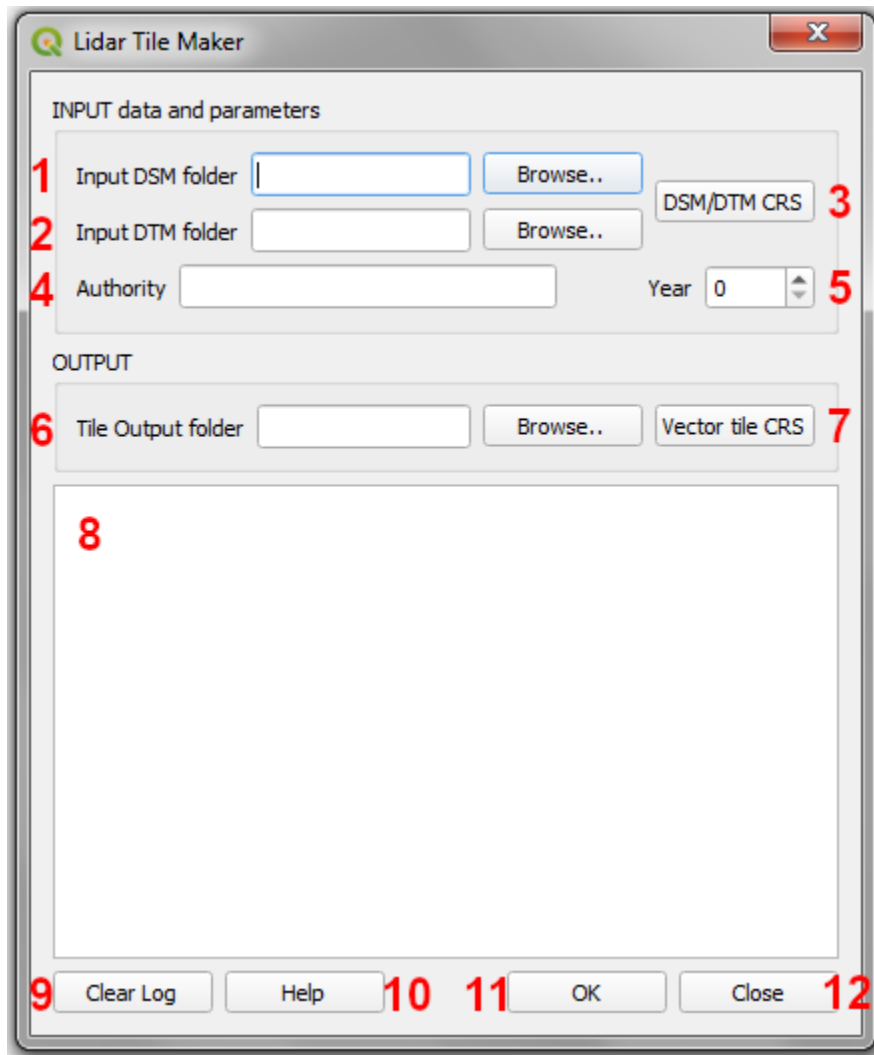 Lidar Tile Maker
INPUT data and parameters
1 Input DSM folder Browse..
DSM/DTM CRS 3
2 Input DTM folder Browse..
4 Authority Year 0 5
OUTPUT
6 Tile Output folder Browse.. Vector tile CRS 7
8
9 Clear Log Help 10 11 OK Close 12